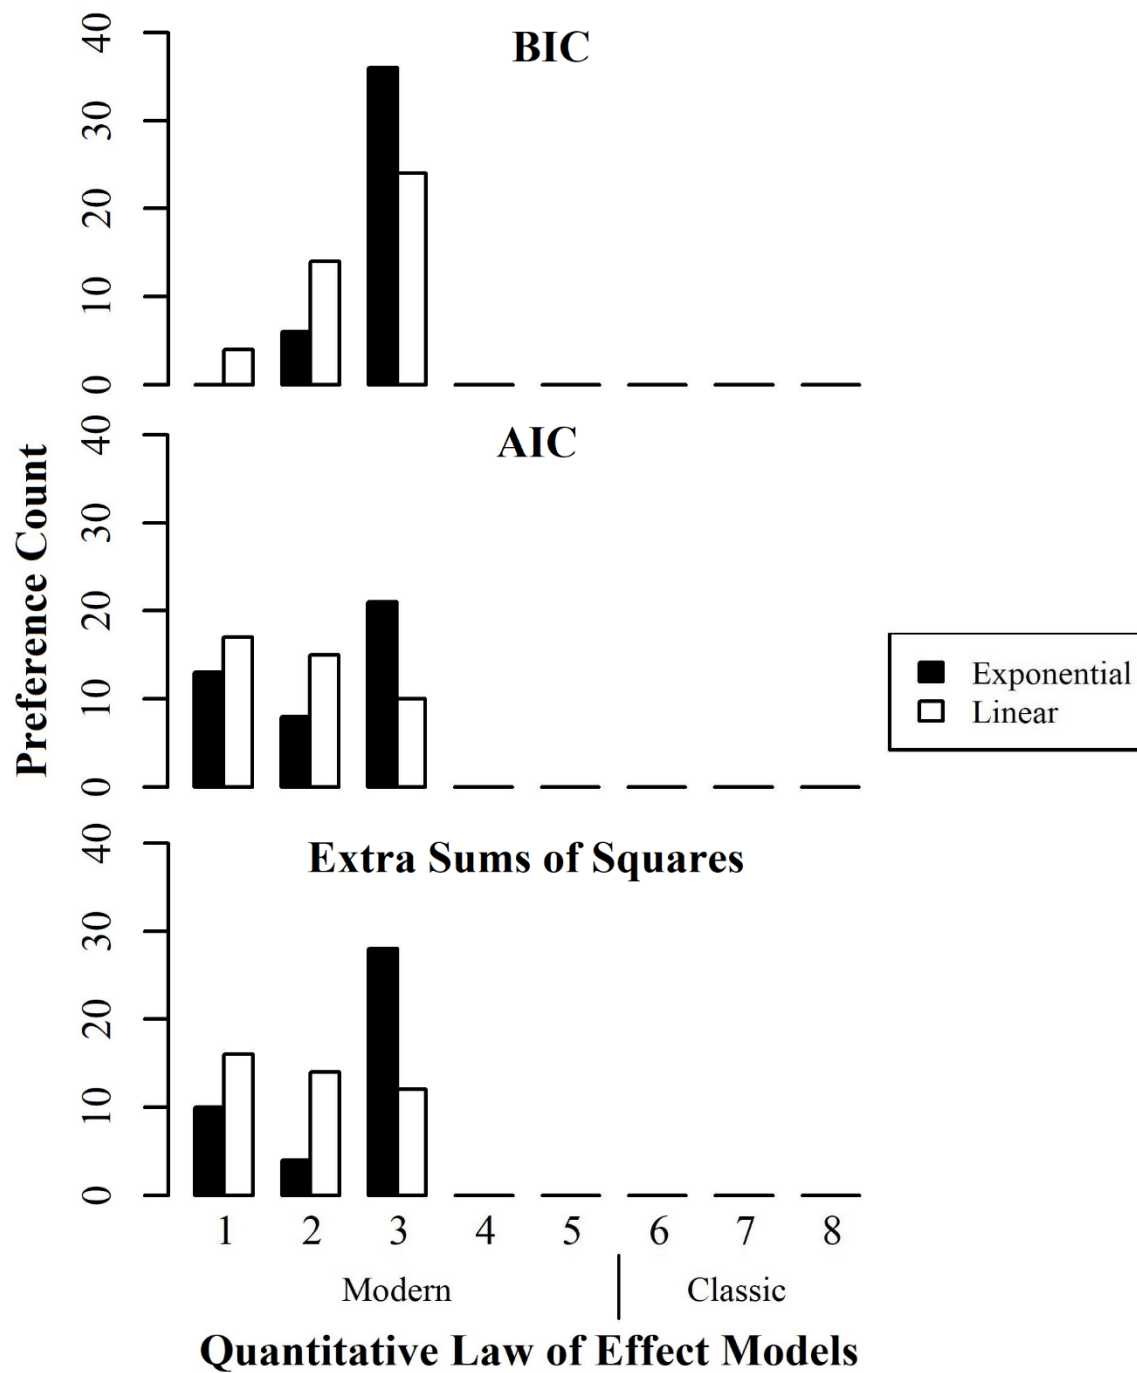 BIC
40
30
20
10
0
AIC
40
30
20
10
0
Extra Sums of Squares
40
30
20
10
0
Preference Count
Exponential
Linear
1 2 3 4 5 6 7 8
Modern Classic
Quantitative Law of Effect Models